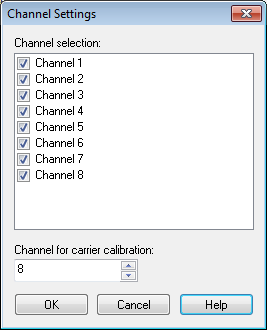 Channel Settings
Channel selection:
Channel 1
Channel 2
Channel 3
Channel 4
Channel 5
Channel 6
Channel 7
Channel 8
Channel for carrier calibration:
8
OK
Cancel
Help